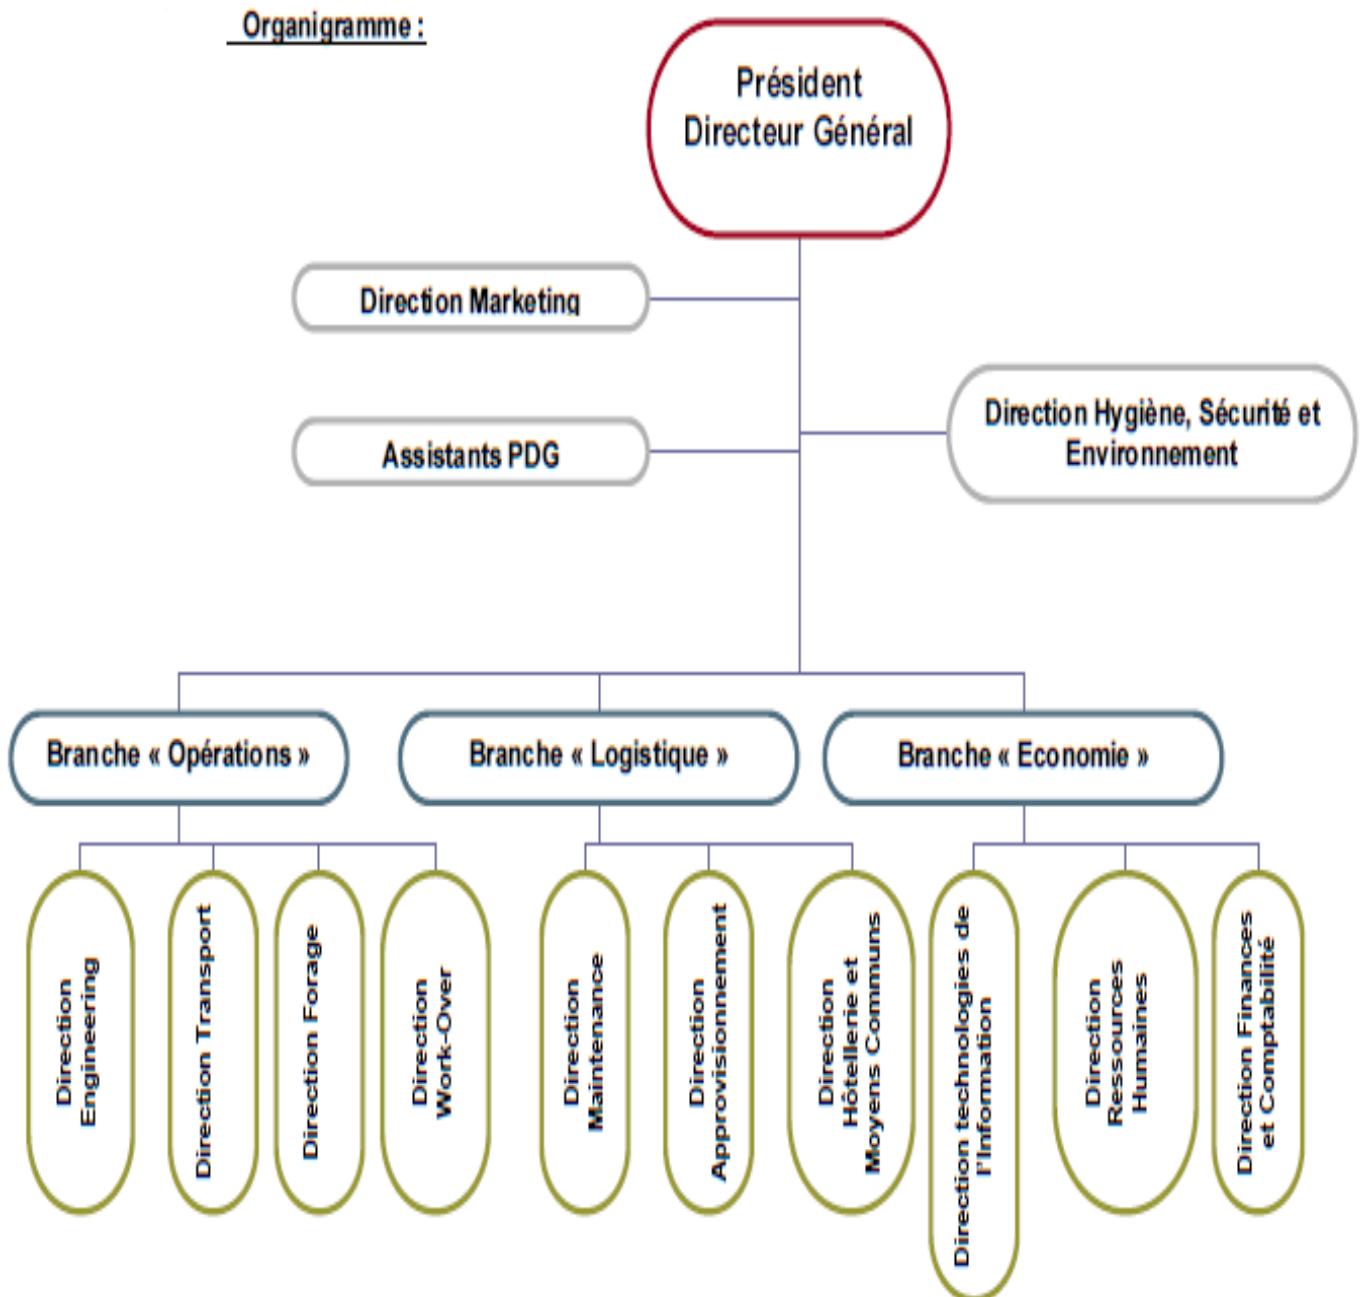 Organigramme :
Président
Directeur Général
Direction Marketing
Direction Hygiène, Sécurité et
Environnement
Assistants PDG
Branche « Opérations »
Branche « Logistique »
Branche « Economie »
Direction
Engineering
Direction Transport
Direction Forage
Direction
Work-Over
Direction
Maintenance
Direction
Approvisionnement
Direction
Hôtellerie et
Moyens Communs
Direction technologies de
l'Information
Direction
Ressources
Humaines
Direction Finances
et Comptabilité